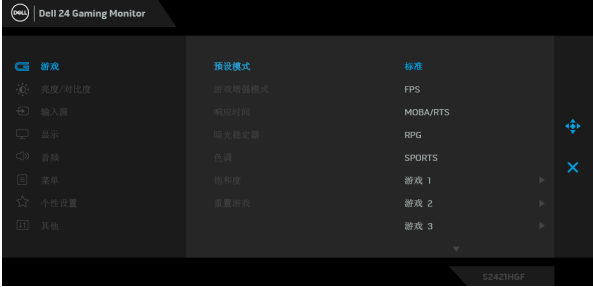 DELL
Dell 24 Gaming Monitor
游戏
预设模式
标准
亮度/对比度
游戏增强模式
FPS
输入源
响应时间
MOBA/RTS
显示
暗光稳定器
RPG
音频
色调
SPORTS
菜单
饱和度
游戏 1
个性设置
重置游戏
游戏 2
其他
游戏 3
S2421HGF